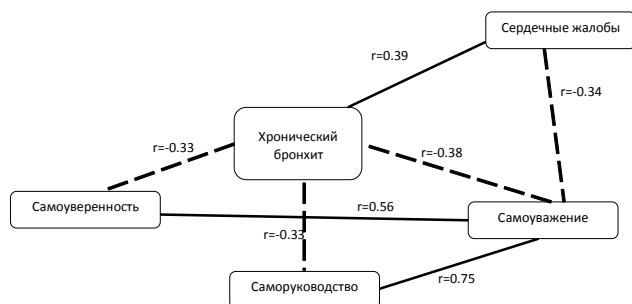 Сердечные жалобы
r=0.39
r=-0.34
Хронический
бронхит
r=-0.33
r=-0.38
Самоуверенность
r=0.56
Самоуважение
r=-0.33
Саморуководство
r=0.75